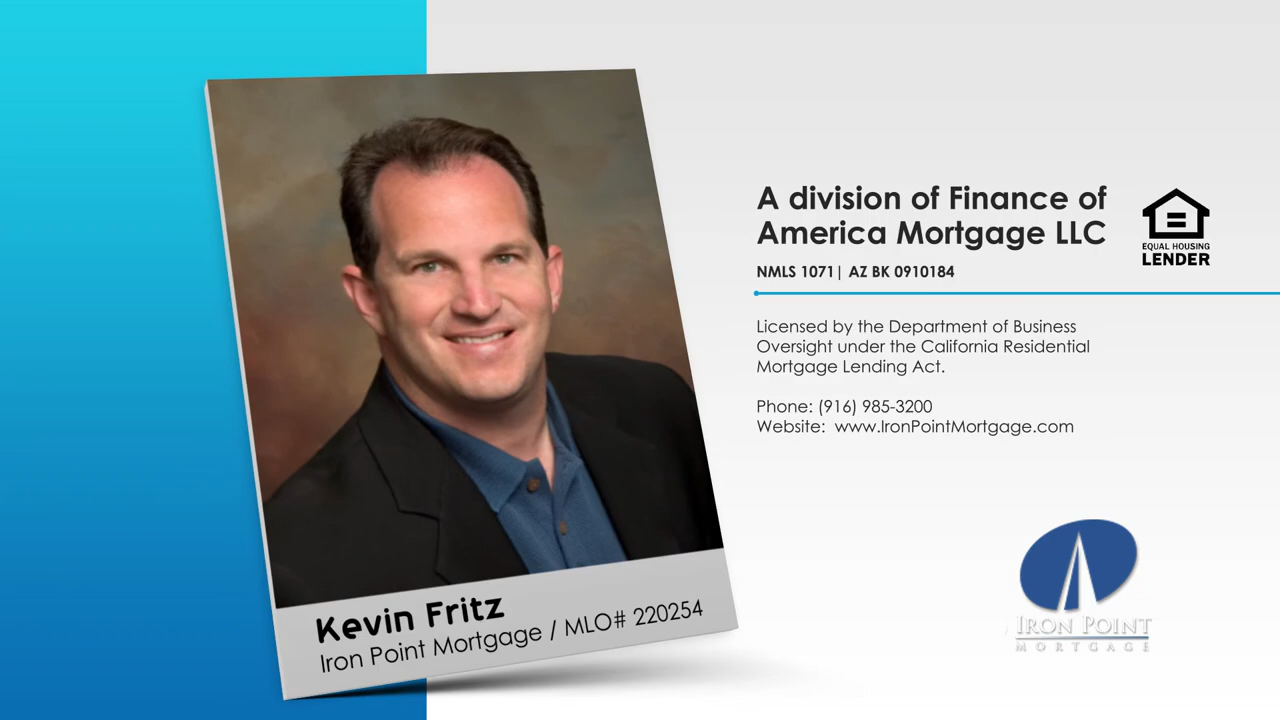 A division of Finance of
America Mortgage LLC
NMLS 1071| AZ BK 0910184
EQUAL HOUSING
LENDER
Licensed by the Department of Business
Oversight under the California Residential
Mortgage Lending Act.
Phone: (916) 985-3200
Website:  www.IronPointMortgage.com
Kevin Fritz
Iron Point Mortgage / MLO# 220254
IRON POINT
MORTGAGE